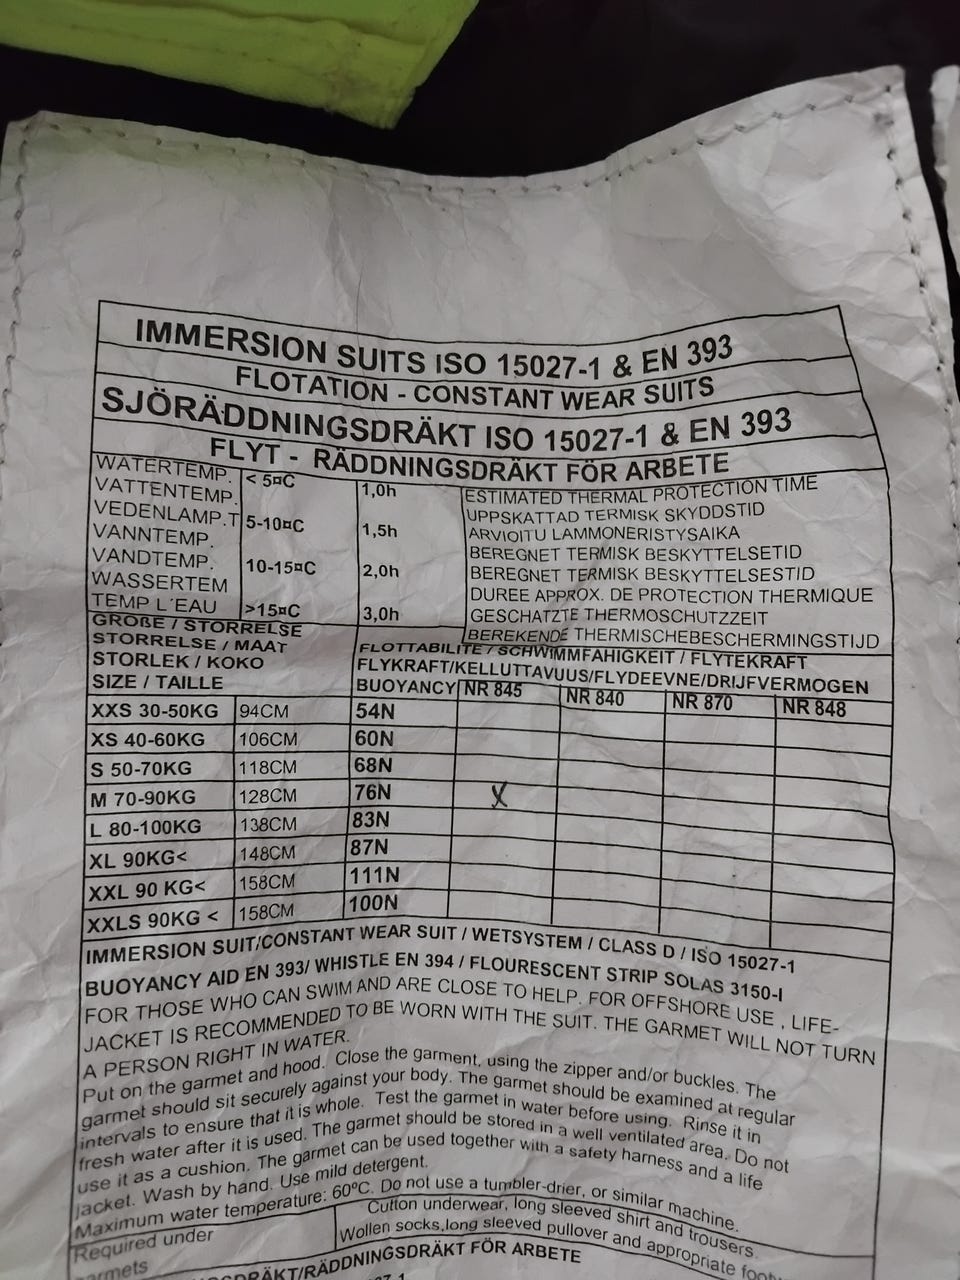 IMMERSION SUITS ISO 15027-1 & EN 393
FLOTATION - CONSTANT WEAR SUITS
SJÖRÄDDNINGSDRÄKT ISO 15027-1 & EN 393
FLYT - RÄDDNINGSDRÄKT FÖR ARBETE
WATERTEMP.
VATTENTEMP.
VEDENLAMP.T
VANNTEMP.
VANDTEMP.
WASSERTEM
TEMP L´EAU
< 5¤C 1,0h
5-10¤C 1,5h
10-15¤C 2,0h
>15¤C 3,0h
ESTIMATED THERMAL PROTECTION TIME
UPPSKATTAD TERMISK SKYDDSTID
ARVIOITU LAMMONERISTYSAIKA
BEREGNET TERMISK BESKYTTELSETID
BEREGNET TERMISK BESKYTTELSESTID
DUREE APPROX. DE PROTECTION THERMIQUE
GESCHATZTE THERMOSCHUTZZEIT
BEREKENDE THERMISCHEBESCHERMINGSTIJD
GROßE / STORRELSE
STORRELSE / MAAT
STORLEK / KOKO
SIZE / TAILLE
FLOTTABILITE / SCHWIMMFAHIGKEIT / FLYTEKRAFT
FLYKRAFT/KELLUTTAVUUS/FLYDEEVNE/DRIJFVERMOGEN
BUOYANCY NR 845 NR 840 NR 870 NR 848
XXS 30-50KG 94CM 54N
XS 40-60KG 106CM 60N
S 50-70KG 118CM 68N
M 70-90KG 128CM 76N X
L 80-100KG 138CM 83N
XL 90KG< 148CM 87N
XXL 90 KG< 158CM 111N
XXLS 90KG < 158CM 100N
IMMERSION SUIT/CONSTANT WEAR SUIT / WETSYSTEM / CLASS D / ISO 15027-1
BUOYANCY AID EN 393/ WHISTLE EN 394 / FLOURESCENT STRIP SOLAS 3150-I
FOR THOSE WHO CAN SWIM AND ARE CLOSE TO HELP. FOR OFFSHORE USE , LIFE-
JACKET IS RECOMMENDED TO BE WORN WITH THE SUIT. THE GARMET WILL NOT TURN
A PERSON RIGHT IN WATER.
Put on the garmet and hood. Close the garment, using the zipper and/or buckles. The
garmet should sit securely against your body. The garmet should be examined at regular
intervals to ensure that it is whole. Test the garmet in water before using. Rinse it in
fresh water after it is used. The garmet should be stored in a well ventilated area. Do not
use it as a cushion. The garmet can be used together with a safety harness and a life
jacket. Wash by hand. Use mild detergent.
Maximum water temperature: 60ºC. Do not use a tumbler-drier, or similar machine.
Required under
garmets
Cutton underwear, long sleeved shirt and trousers.
Wollen socks,long sleeved pullover and appropriate
SDRÄKT/RÄDDNINGSDRÄKT FÖR ARBETE